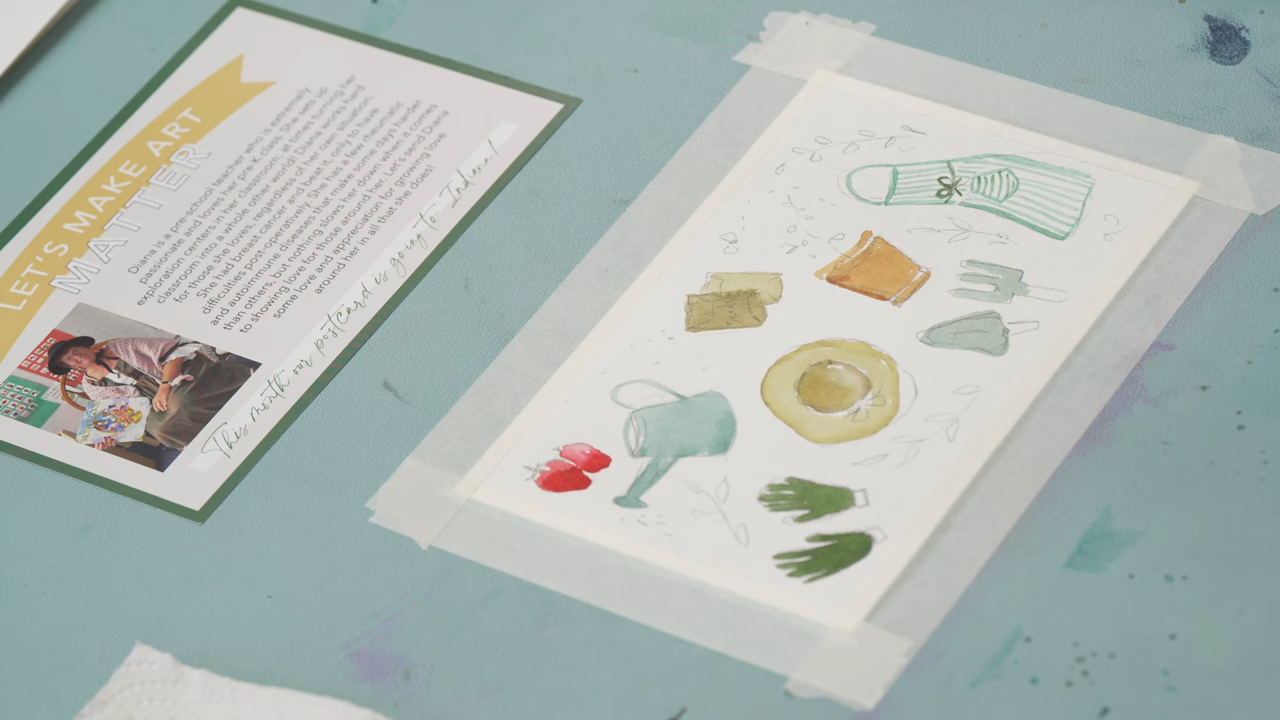 LET'S MAKE ART
MATTER
Diana is a pre-school teacher who is extremely
passionate and loves her pre-K class. She sets up
exploration centers in her classroom; at times turning her
classroom into a whole other world! Diana works hard
for those she loves, regardless of her own situation.
She had breast cancer and beat it, only to have
difficulties post-operatively. She has a few rheumatic
and autoimmune diseases that make some days harder
than others, but nothing slows her down when it comes
to showing love for those around her. Let's send Diana
some love and appreciation for growing love
around her in all that she does!
This month our postcard is going to Indiana!